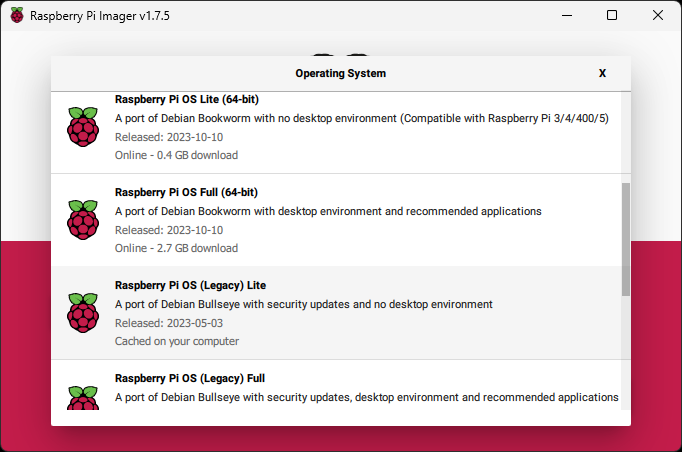 Raspberry Pi Imager v1.7.5
Operating System
X
Raspberry Pi OS Lite (64-bit)
A port of Debian Bookworm with no desktop environment (Compatible with Raspberry Pi 3/4/400/5)
Released: 2023-10-10
Online - 0.4 GB download
Raspberry Pi OS Full (64-bit)
A port of Debian Bookworm with desktop environment and recommended applications
Released: 2023-10-10
Online - 2.7 GB download
Raspberry Pi OS (Legacy) Lite
A port of Debian Bullseye with security updates and no desktop environment
Released: 2023-05-03
Cached on your computer
Raspberry Pi OS (Legacy) Full
A port of Debian Bullseye with security updates, desktop environment and recommended applications